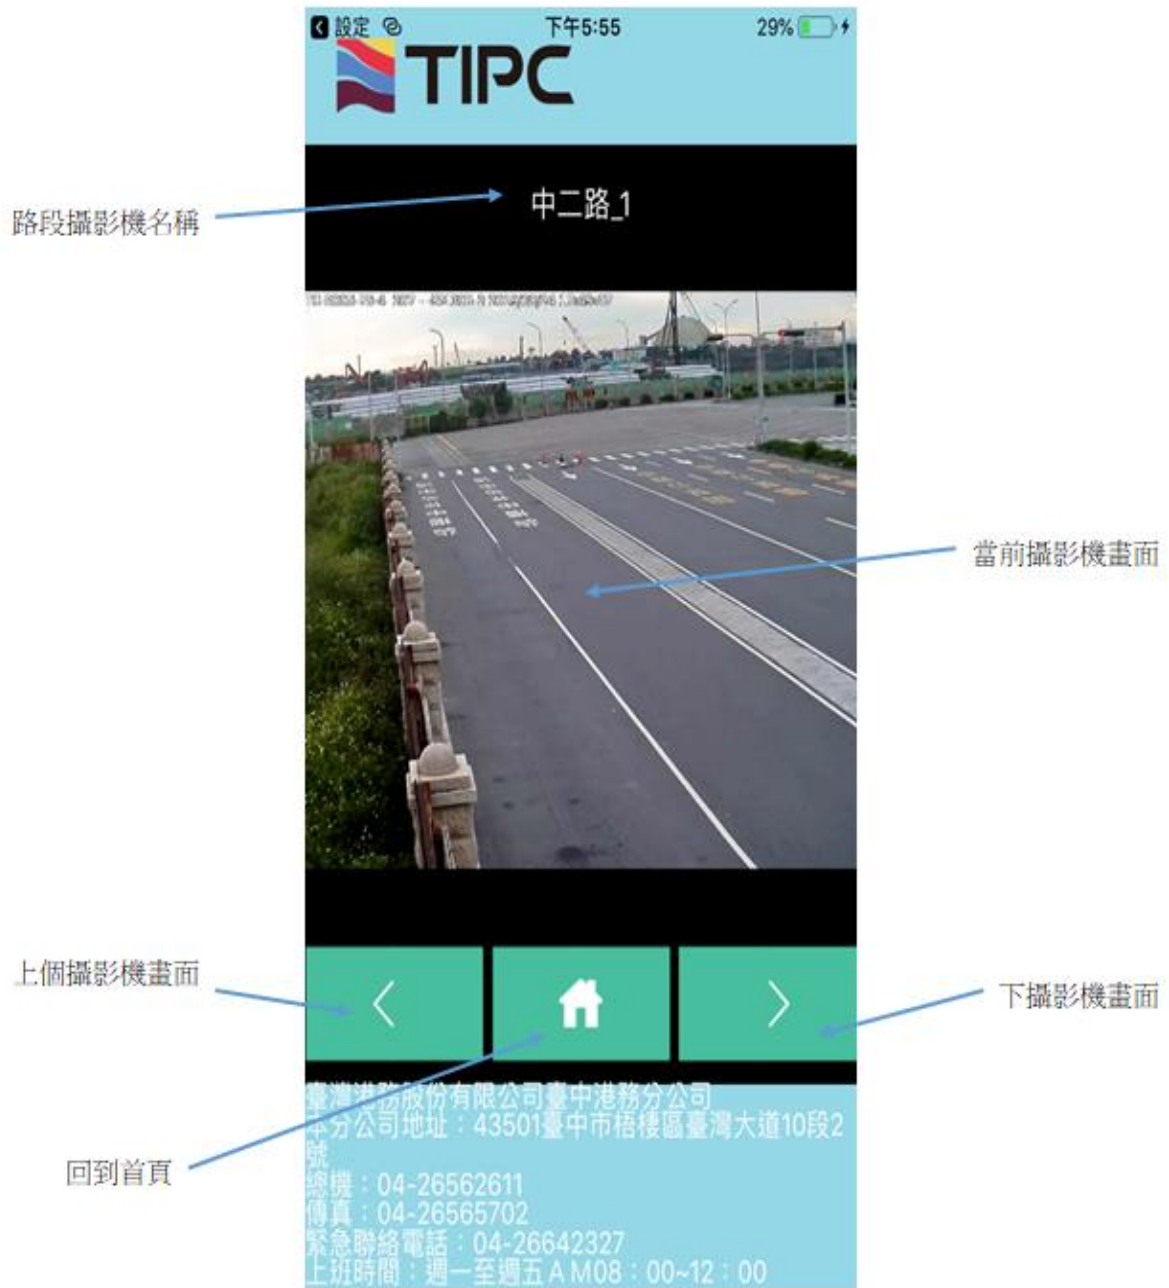 設定
下午5:55
29%
TIPC
路段攝影機名稱
中二路_1
當前攝影機畫面
上個攝影機畫面
下攝影機畫面
回到首頁
臺灣港務股份有限公司臺中港務分公司
本分公司地址：43501臺中市梧棲區臺灣大道10段2
號
總機：04-26562611
傳真：04-26565702
緊急聯絡電話：04-26642327
上班時間：週一至週五AM08：00~12：00